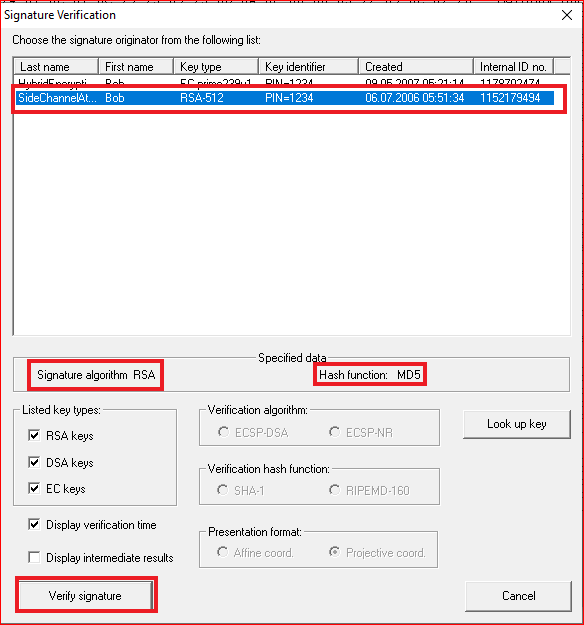 Signature Verification
Choose the signature originator from the following list:
Last name First name Key type Key identifier Created Internal ID no.
HybridEncrypti... Bob EC-prime239v1 PIN=1234 09.05.2007 05:21:14 1178702474
SideChannelAt... Bob RSA-512 PIN=1234 06.07.2006 05:51:34 1152179494
Specified data
Signature algorithm RSA Hash function: MD5
Listed key types:
RSA keys
DSA keys
EC keys
Verification algorithm:
ECSP-DSA ECSP-NR
Look up key
Verification hash function:
SHA-1 RIPEMD-160
Display verification time
Display intermediate results
Presentation format:
Affine coord. Projective coord.
Verify signature Cancel